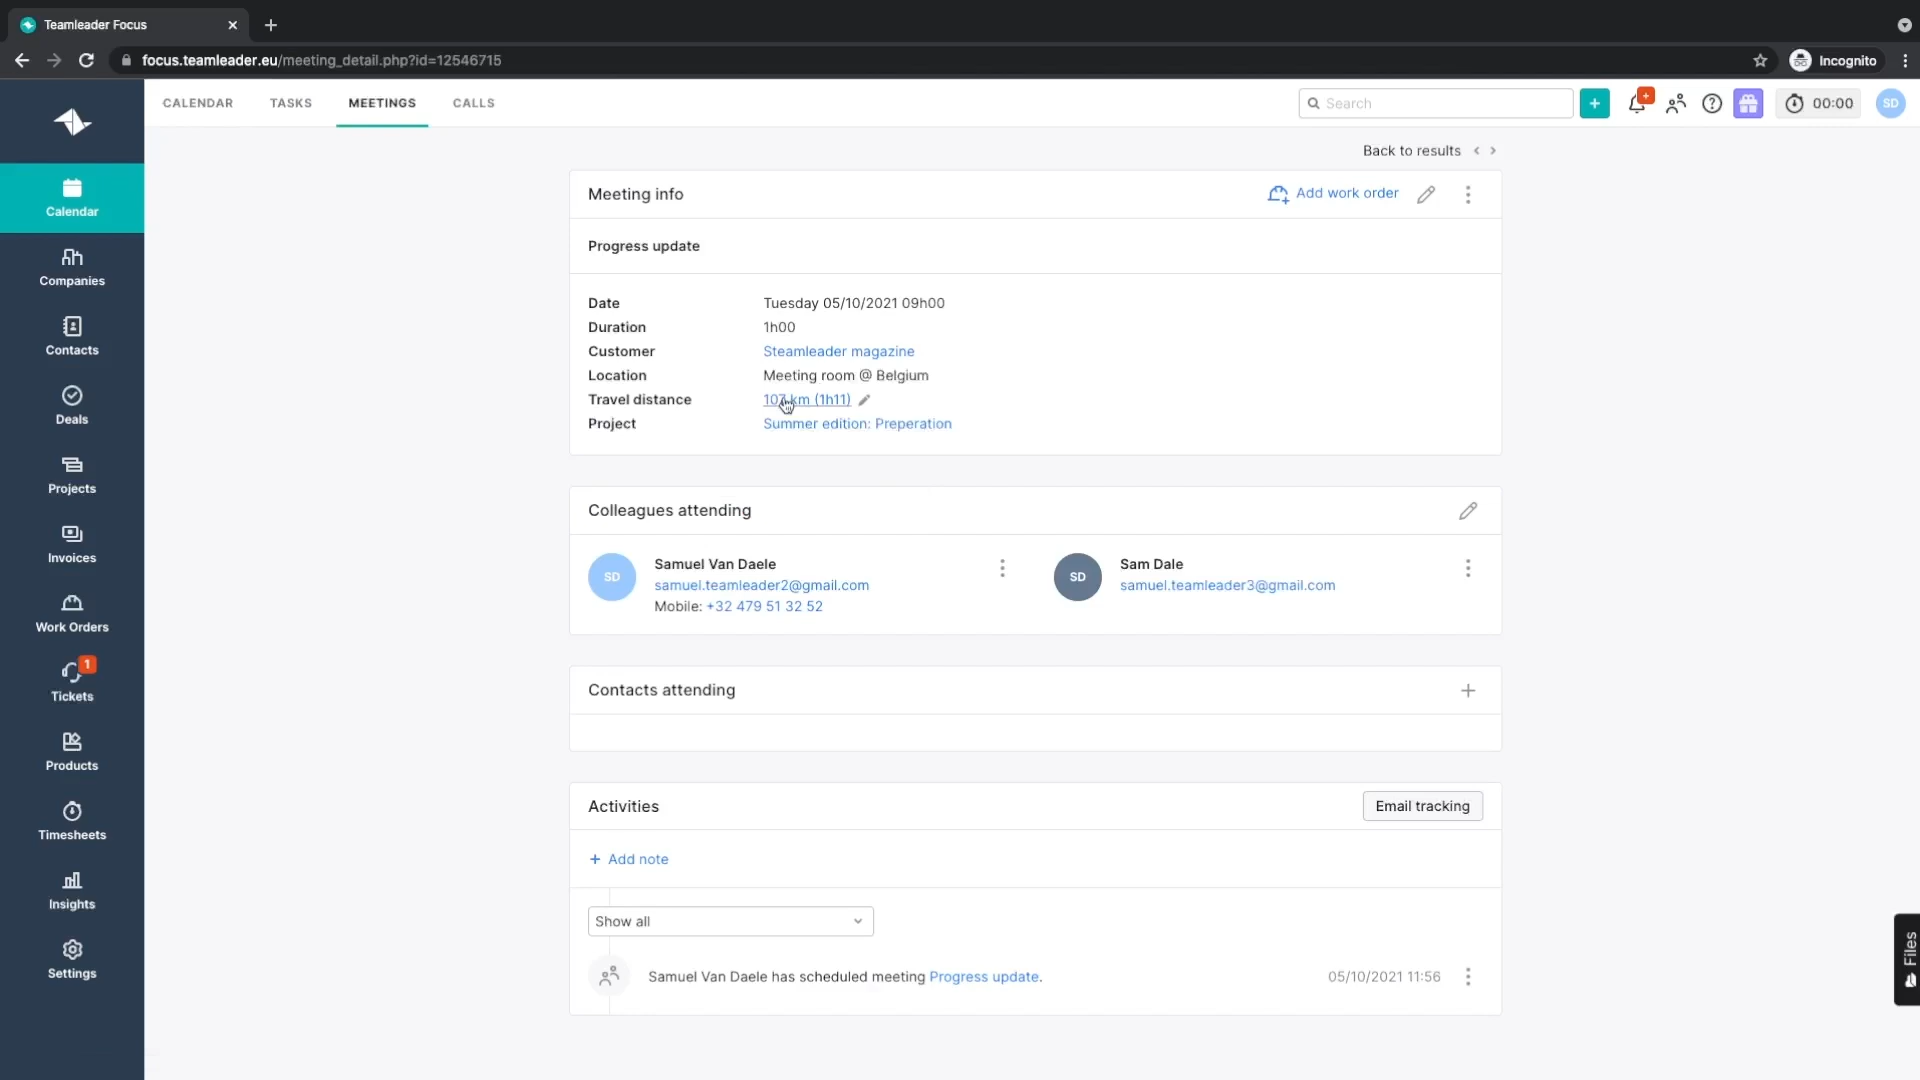 Teamleader Focus
focus.teamleader.eu/meeting_detail.php?id=12546715
Incognito
CALENDAR TASKS MEETINGS CALLS
Search
00:00
SD
Calendar
Companies
Contacts
Deals
Projects
Invoices
Work Orders
1
Tickets
Products
Timesheets
Insights
Settings
Back to results
Meeting info
Add work order
Progress update
Date Tuesday 05/10/2021 09h00
Duration 1h00
Customer Steamleader magazine
Location Meeting room @ Belgium
Travel distance 107 km (1h11)
Project Summer edition: Preperation
Colleagues attending
SD
Samuel Van Daele
samuel.teamleader2@gmail.com
Mobile: +32 479 51 32 52
SD
Sam Dale
samuel.teamleader3@gmail.com
Contacts attending
Activities
Email tracking
+ Add note
Show all
Samuel Van Daele has scheduled meeting Progress update.
05/10/2021 11:56
Files